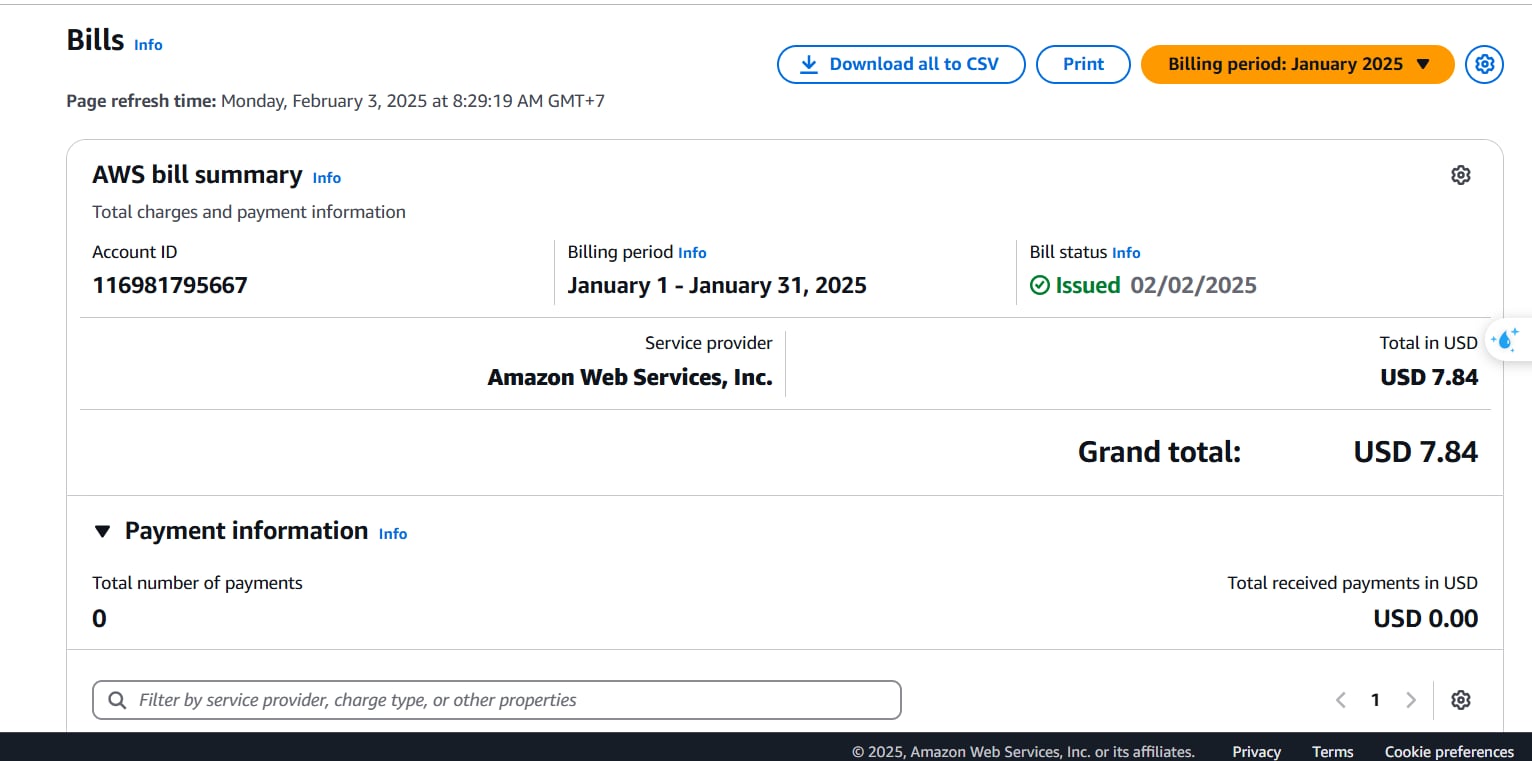 Bills Info
Download all to CSV Print Billing period: January 2025
Page refresh time: Monday, February 3, 2025 at 8:29:19 AM GMT+7
AWS bill summary Info
Total charges and payment information
Account ID Billing period Info Bill status Info
116981795667 January 1 - January 31, 2025 Issued 02/02/2025
Service provider Total in USD
Amazon Web Services, Inc. USD 7.84
Grand total: USD 7.84
Payment information Info
Total number of payments Total received payments in USD
0 USD 0.00
Filter by service provider, charge type, or other properties 1
© 2025, Amazon Web Services, Inc. or its affiliates. Privacy Terms Cookie preferences